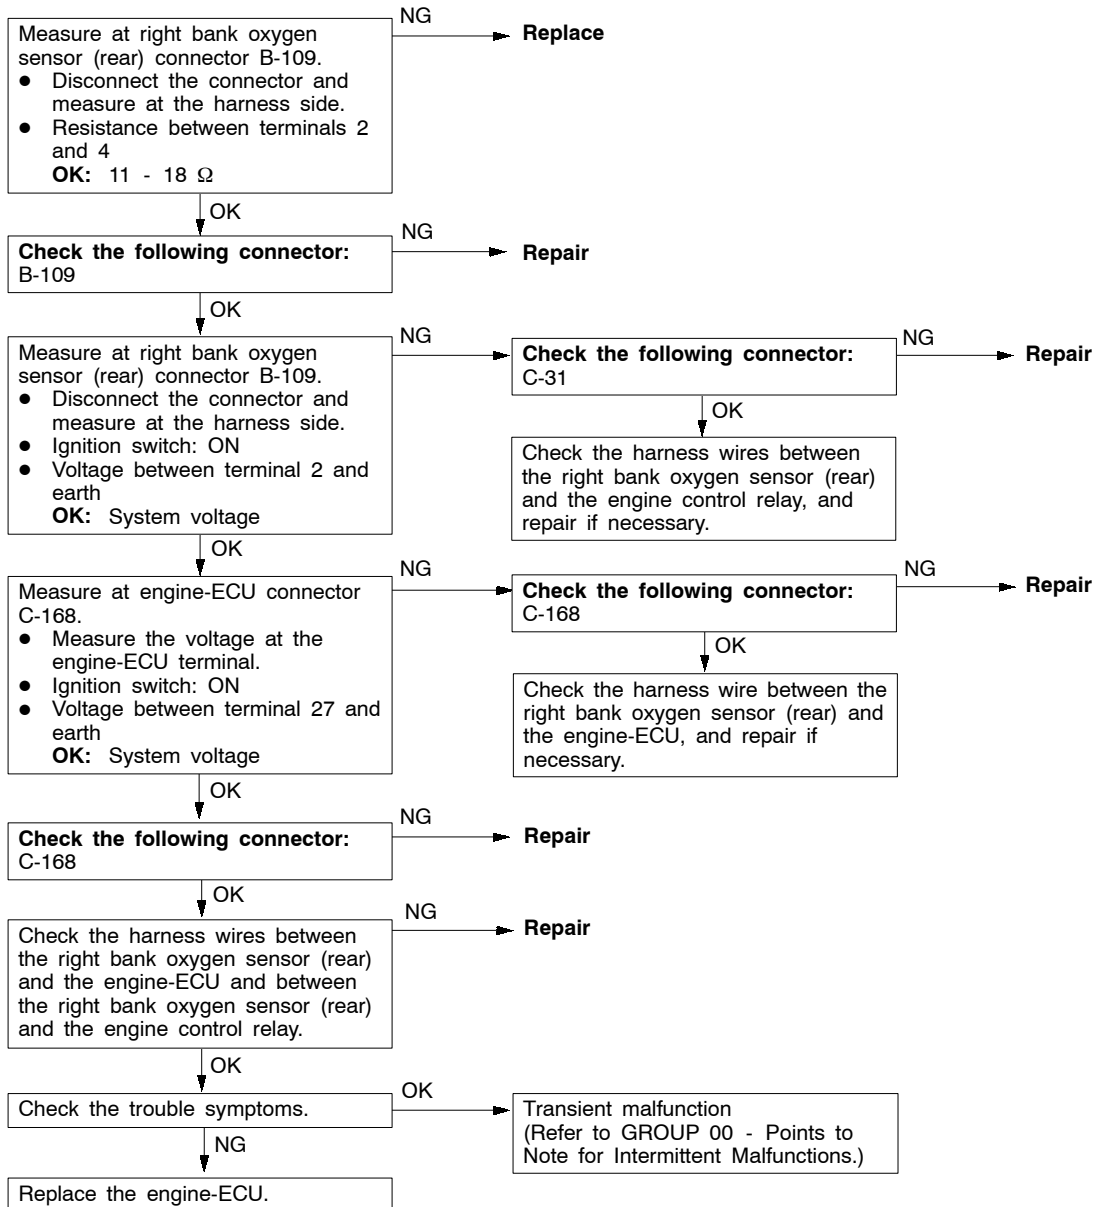 Measure at right bank oxygen
sensor (rear) connector B-109.
● Disconnect the connector and
measure at the harness side.
● Resistance between terminals 2
and 4
OK: 11 - 18 Ω
NG
Replace
OK
Check the following connector:
B-109
NG
Repair
OK
Measure at right bank oxygen
sensor (rear) connector B-109.
● Disconnect the connector and
measure at the harness side.
● Ignition switch: ON
● Voltage between terminal 2 and
earth
OK: System voltage
NG
Check the following connector:
C-31
NG
Repair
OK
Check the harness wires between
the right bank oxygen sensor (rear)
and the engine control relay, and
repair if necessary.
OK
Measure at engine-ECU connector
C-168.
● Measure the voltage at the
engine-ECU terminal.
● Ignition switch: ON
● Voltage between terminal 27 and
earth
OK: System voltage
NG
Check the following connector:
C-168
NG
Repair
OK
Check the harness wire between the
right bank oxygen sensor (rear) and
the engine-ECU, and repair if
necessary.
OK
Check the following connector:
C-168
NG
Repair
OK
Check the harness wires between
the right bank oxygen sensor (rear)
and the engine-ECU and between
the right bank oxygen sensor (rear)
and the engine control relay.
NG
Repair
OK
Check the trouble symptoms.
OK
Transient malfunction
(Refer to GROUP 00 - Points to
Note for Intermittent Malfunctions.)
NG
Replace the engine-ECU.